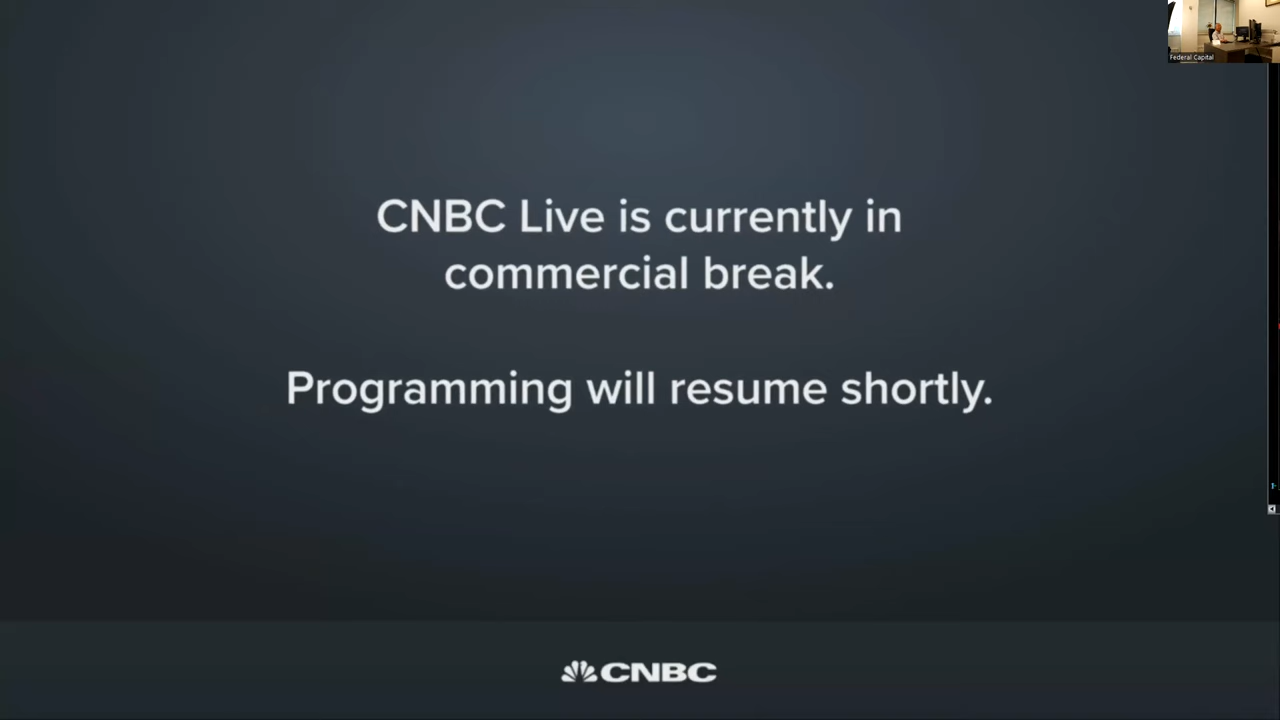 Federal Capital
CNBC Live is currently in
commercial break.
Programming will resume shortly.
CNBC